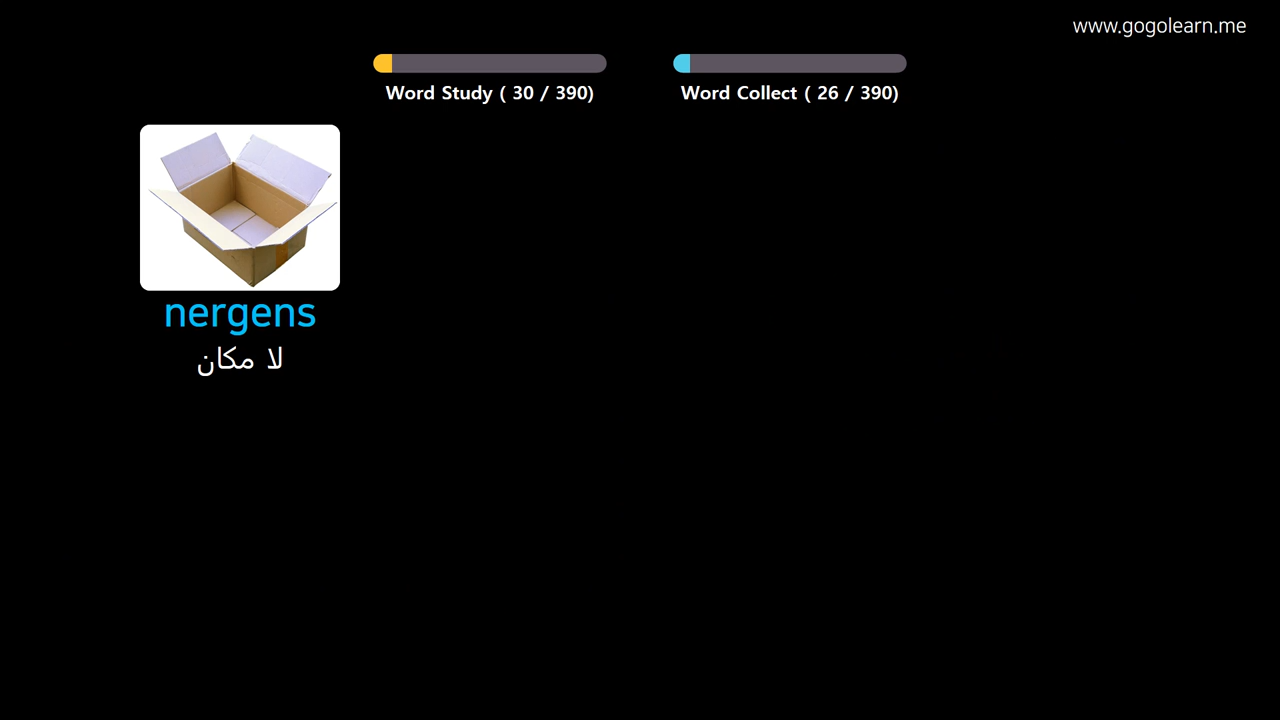 www.gogolearn.me
Word Study ( 30 / 390)
Word Collect ( 26 / 390)
nergens
لا مكان